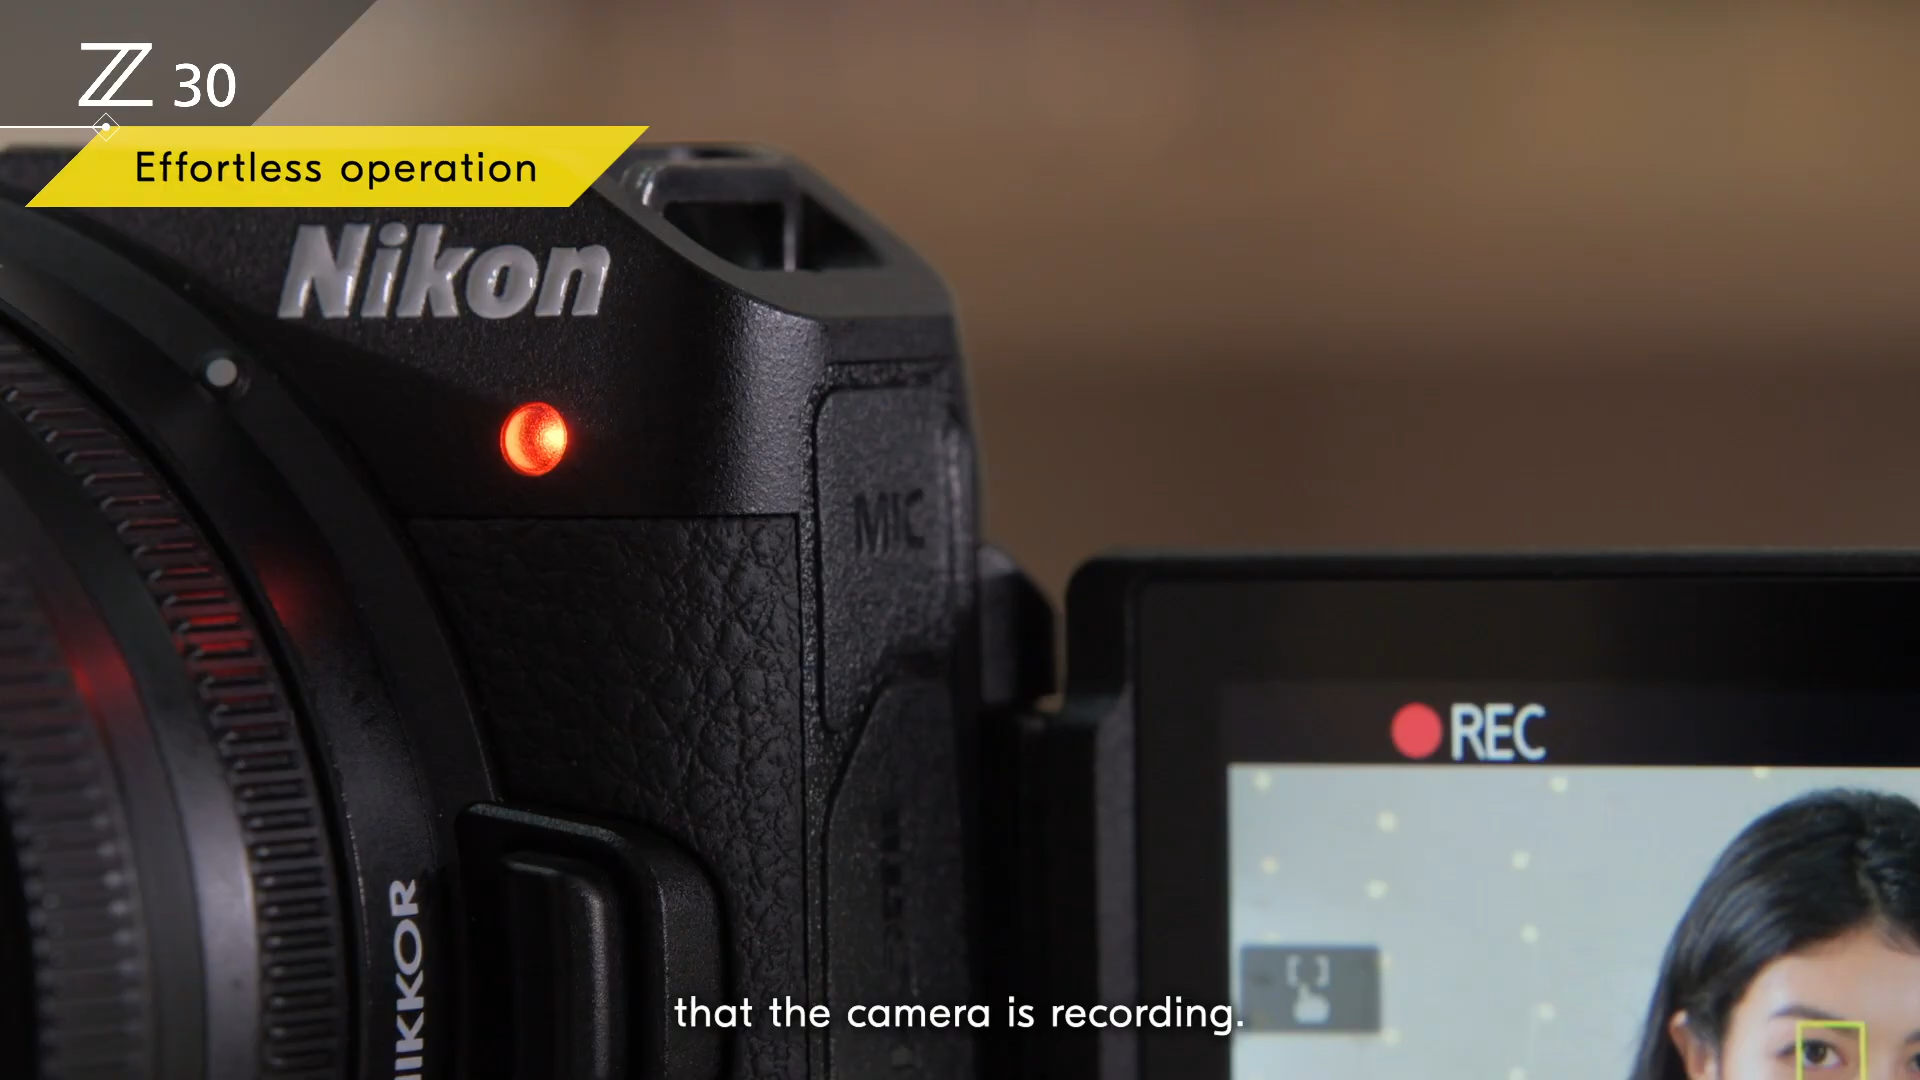 Z 30
Effortless operation
Nikon
MIC
REC
NIKKOR
that the camera is recording.